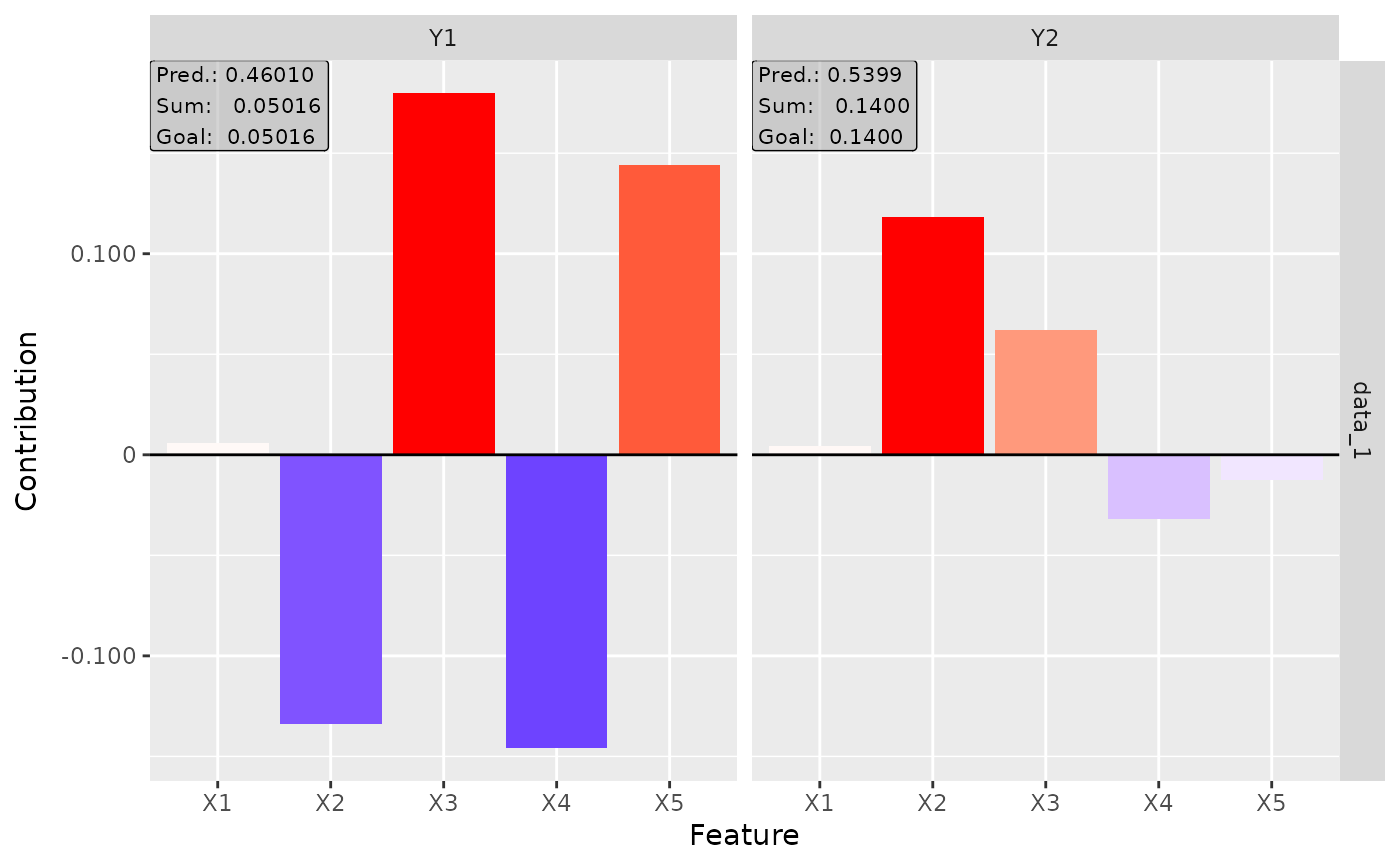 Y1
Y2
Pred.: 0.46010
Sum: 0.05016
Goal: 0.05016
Pred.: 0.5399
Sum: 0.1400
Goal: 0.1400
0.100
0
-0.100
Contribution
data_1
X1 X2 X3 X4 X5
X1 X2 X3 X4 X5
Feature